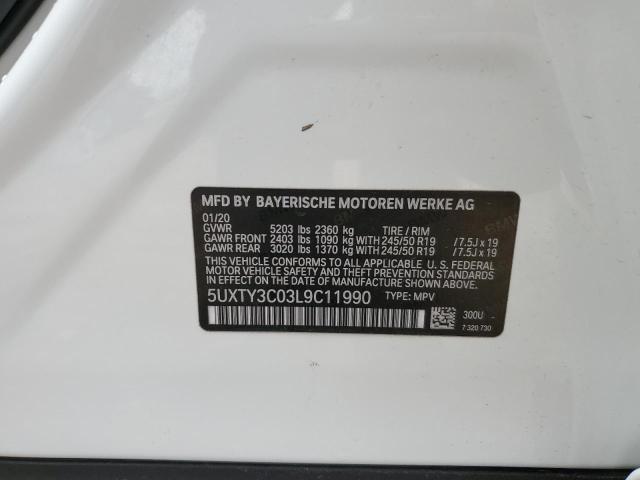 MFD BY BAYERISCHE MOTOREN WERKE AG
01/20
GVWR 5203 lbs 2360 kg TIRE / RIM
GAWR FRONT 2403 lbs 1090 kg WITH 245/50 R19 /7.5J x 19
GAWR REAR 3020 lbs 1370 kg WITH 245/50 R19 /7.5J x 19
THIS VEHICLE CONFORMS TO ALL APPLICABLE U. S. FEDERAL
MOTOR VEHICLE SAFETY AND THEFT PREVENTION STANDARDS
IN EFFECT ON THE DATE OF MANUFACTURE SHOWN ABOVE.
5UXTY3C03L9C11990 TYPE: MPV
300U
7 320 730